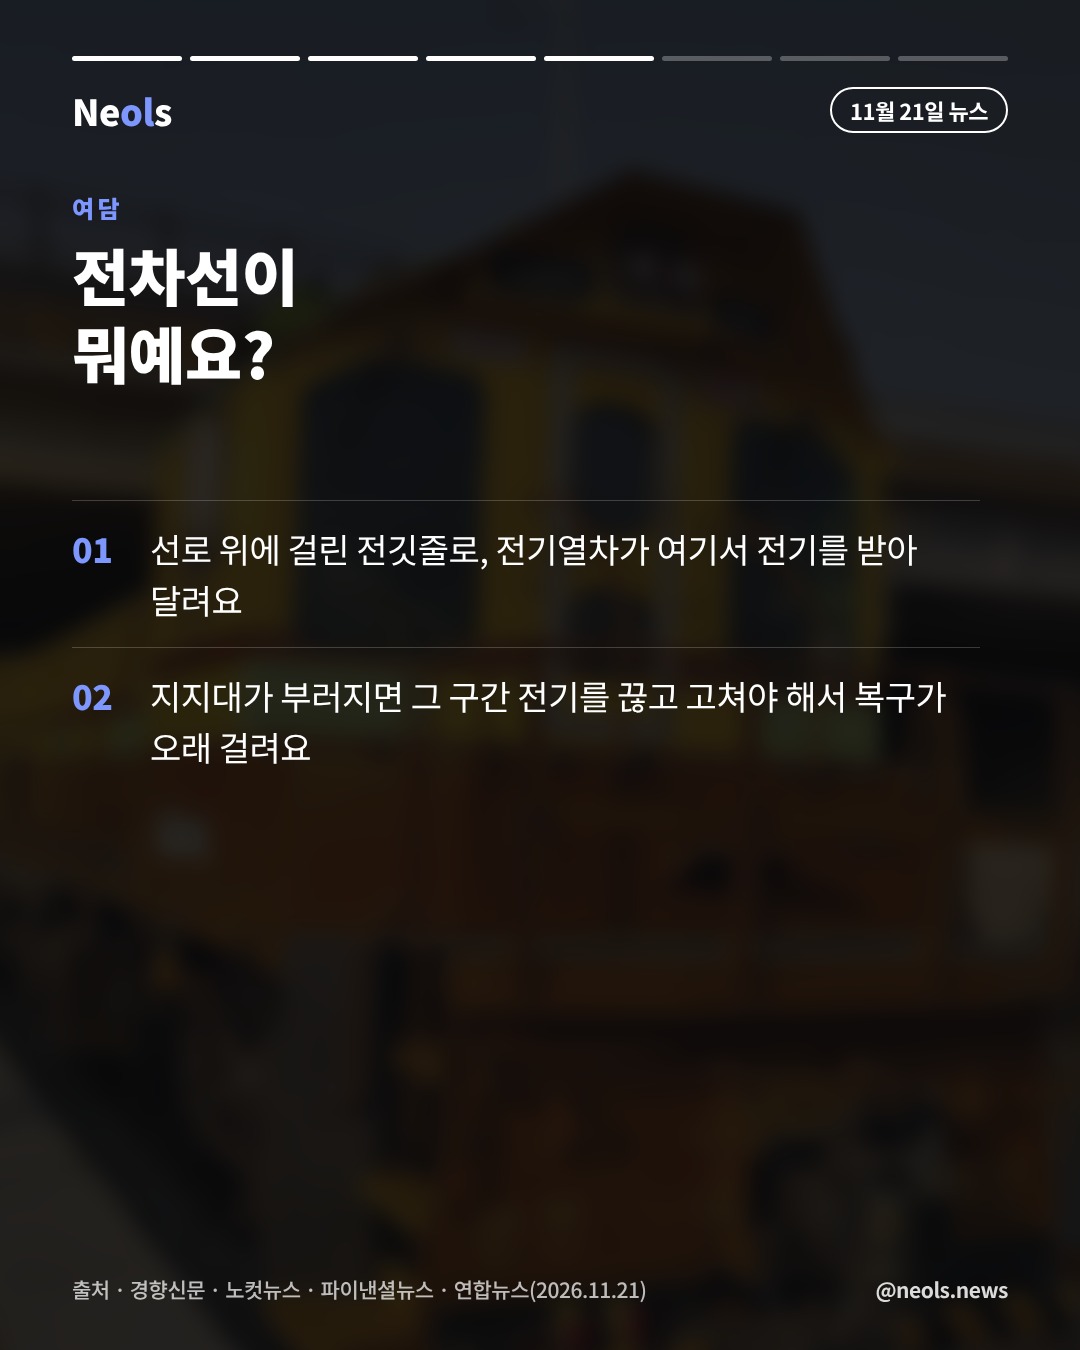 Neols
11월 21일 뉴스
여담
전차선이
뭐예요?
01 선로 위에 걸린 전깃줄로, 전기열차가 여기서 전기를 받아
달려요
02 지지대가 부러지면 그 구간 전기를 끊고 고쳐야 해서 복구가
오래 걸려요
출처 · 경향신문 · 노컷뉴스 · 파이낸셜뉴스 · 연합뉴스(2026.11.21)
@neols.news